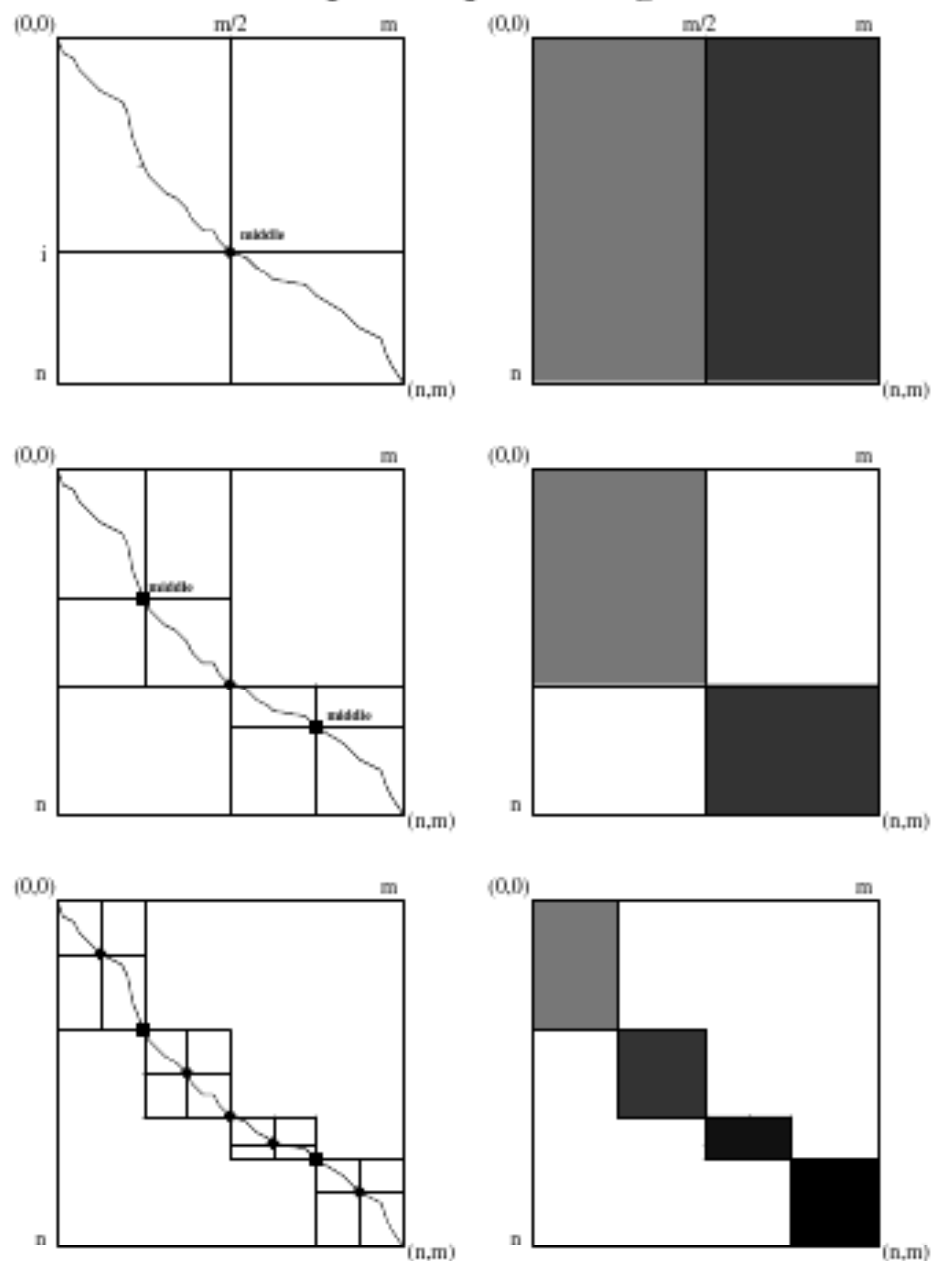 (0,0) m/2 m (0,0) m/2 m
middle
i
n n
(n,m) (n,m)
(0,0) m (0,0) m
middle
middle
n n
(n,m) (n,m)
(0,0) m (0,0) m
n n
(n,m) (n,m)